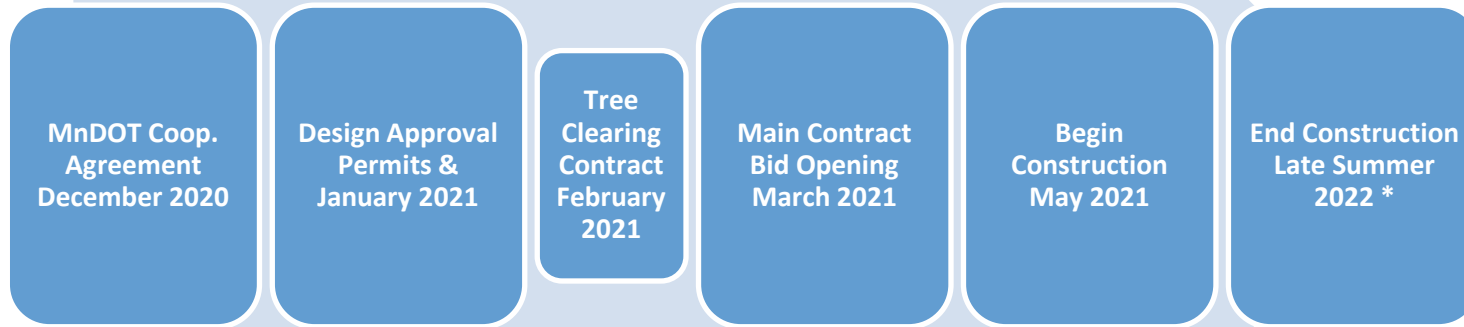 MnDOT Coop.
Agreement
December 2020
Design Approval
Permits &
January 2021
Tree
Clearing
Contract
February
2021
Main Contract
Bid Opening
March 2021
Begin
Construction
May 2021
End Construction
Late Summer
2022 *